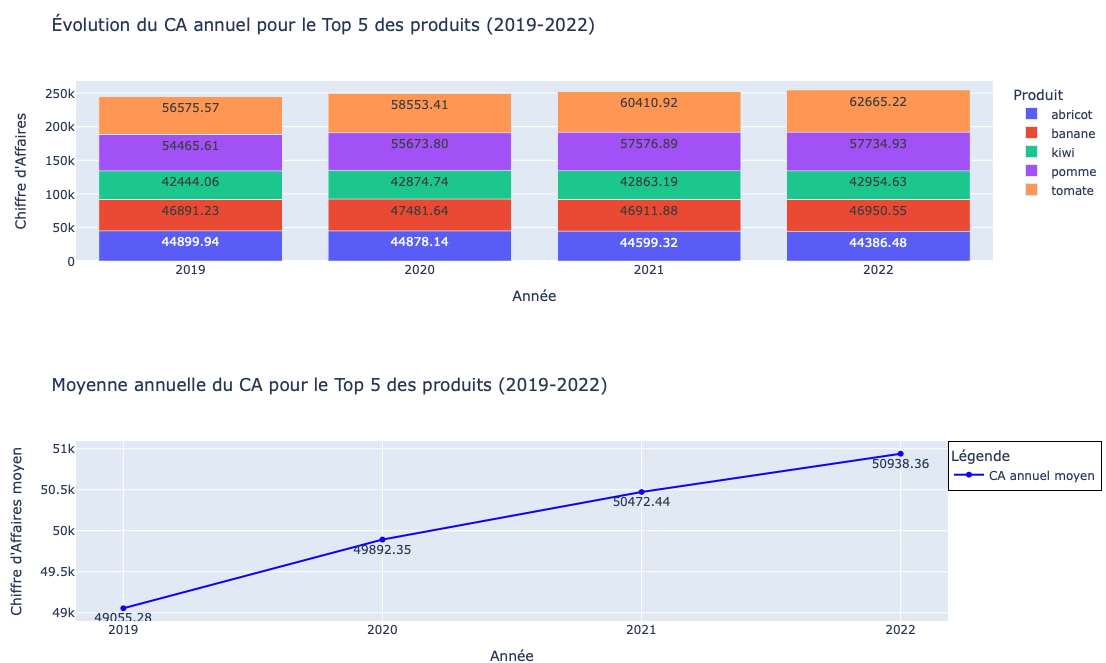 Évolution du CA annuel pour le Top 5 des produits (2019-2022)
Chiffre d'Affaires
250k
200k
150k
100k
50k
0
56575.57
54465.61
42444.06
46891.23
44899.94
58553.41
55673.80
42874.74
47481.64
44878.14
60410.92
57576.89
42863.19
46911.88
44599.32
62665.22
57734.93
42954.63
46950.55
44386.48
2019
2020
2021
2022
Année
Produit
abricot
banane
kiwi
pomme
tomate
Moyenne annuelle du CA pour le Top 5 des produits (2019-2022)
Chiffre d'Affaires moyen
51k
50.5k
50k
49.5k
49k
49055.28
49892.35
50472.44
50938.36
2019
2020
2021
2022
Année
Légende
CA annuel moyen